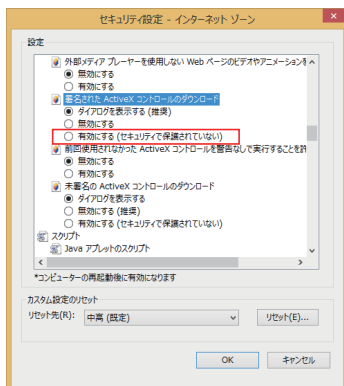 セキュリティ設定 - インターネット ゾーン
×
設定
外部メディア プレーヤーを使用しない Web ページのビデオやアニメーションを
無効にする
有効にする
署名された ActiveX コントロールのダウンロード
ダイアログを表示する (推奨)
無効にする
有効にする (セキュリティで保護されていない)
前回使用されなかった ActiveX コントロールを警告なしで実行することを許
無効にする
有効にする
未署名の ActiveX コントロールのダウンロード
ダイアログを表示する
無効にする (推奨)
有効にする (セキュリティで保護されていない)
スクリプト
Java アプレットのスクリプト
*コンピューターの再起動後に有効になります
カスタム設定のリセット
リセット先(R): 中高 (既定) リセット(E)...
OK キャンセル